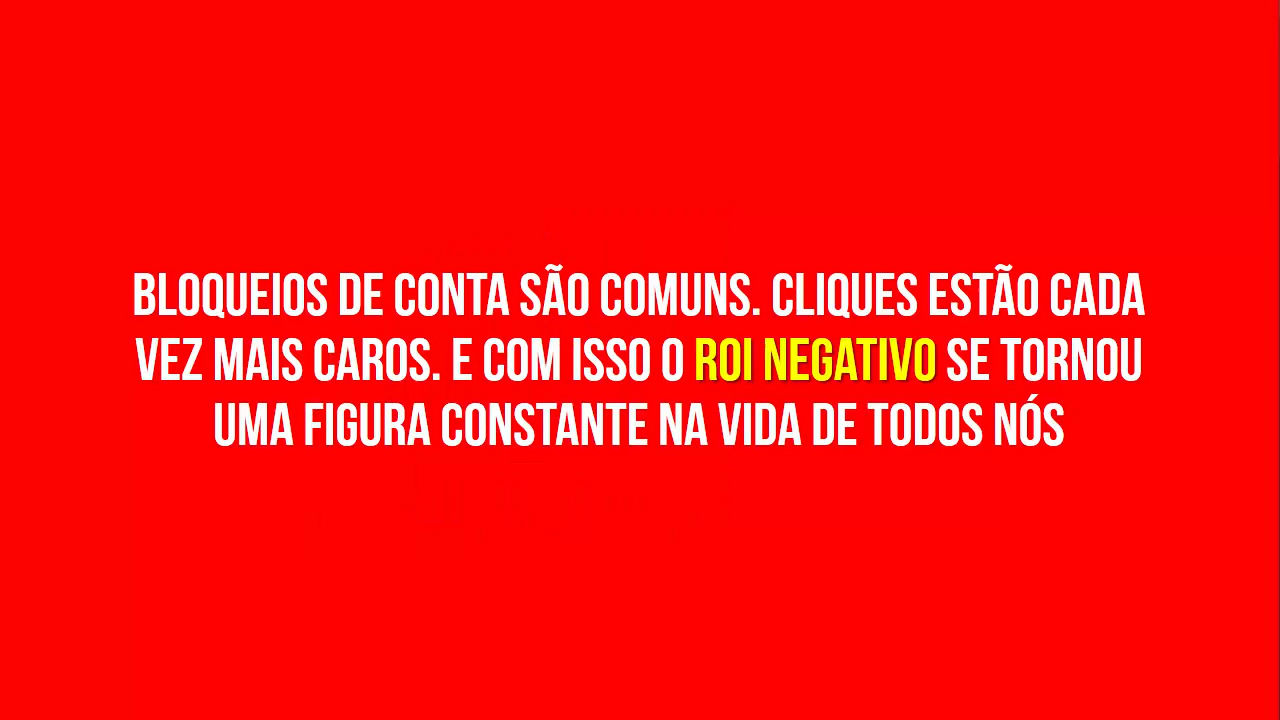 BLOQUEIOS DE CONTA SÃO COMUNS. CLIQUES ESTÃO CADA
VEZ MAIS CAROS. E COM ISSO O ROI NEGATIVO SE TORNOU
UMA FIGURA CONSTANTE NA VIDA DE TODOS NÓS